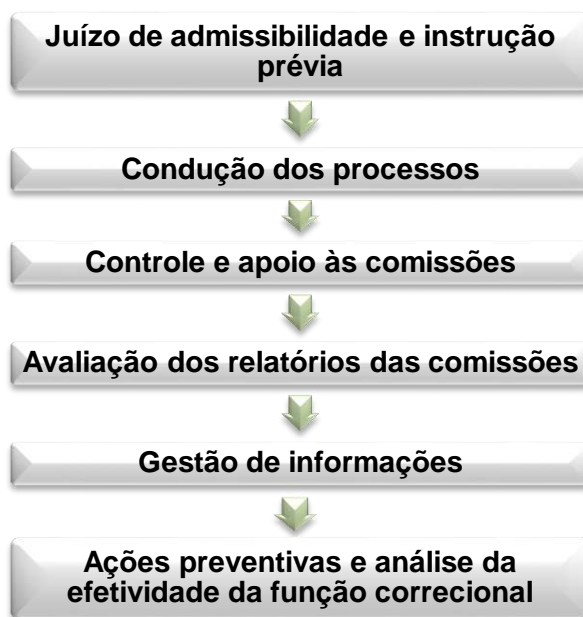 Juízo de admissibilidade e instrução
prévia
Condução dos processos
Controle e apoio às comissões
Avaliação dos relatórios das comissões
Gestão de informações
Ações preventivas e análise da
efetividade da função correcional